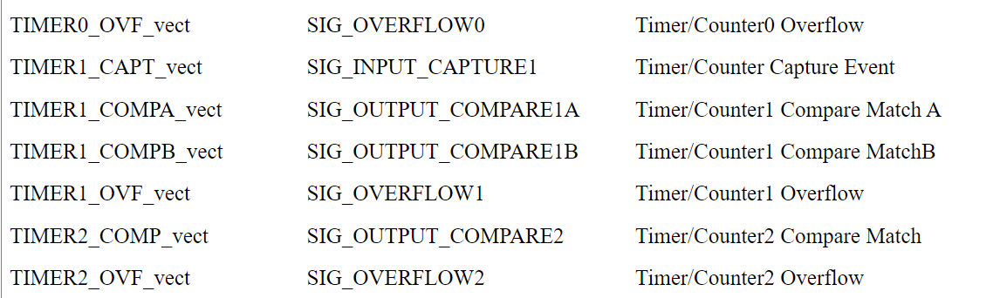 TIMER0_OVF_vect SIG_OVERFLOW0 Timer/Counter0 Overflow
TIMER1_CAPT_vect SIG_INPUT_CAPTURE1 Timer/Counter Capture Event
TIMER1_COMPA_vect SIG_OUTPUT_COMPARE1A Timer/Counter1 Compare Match A
TIMER1_COMPB_vect SIG_OUTPUT_COMPARE1B Timer/Counter1 Compare MatchB
TIMER1_OVF_vect SIG_OVERFLOW1 Timer/Counter1 Overflow
TIMER2_COMP_vect SIG_OUTPUT_COMPARE2 Timer/Counter2 Compare Match
TIMER2_OVF_vect SIG_OVERFLOW2 Timer/Counter2 Overflow